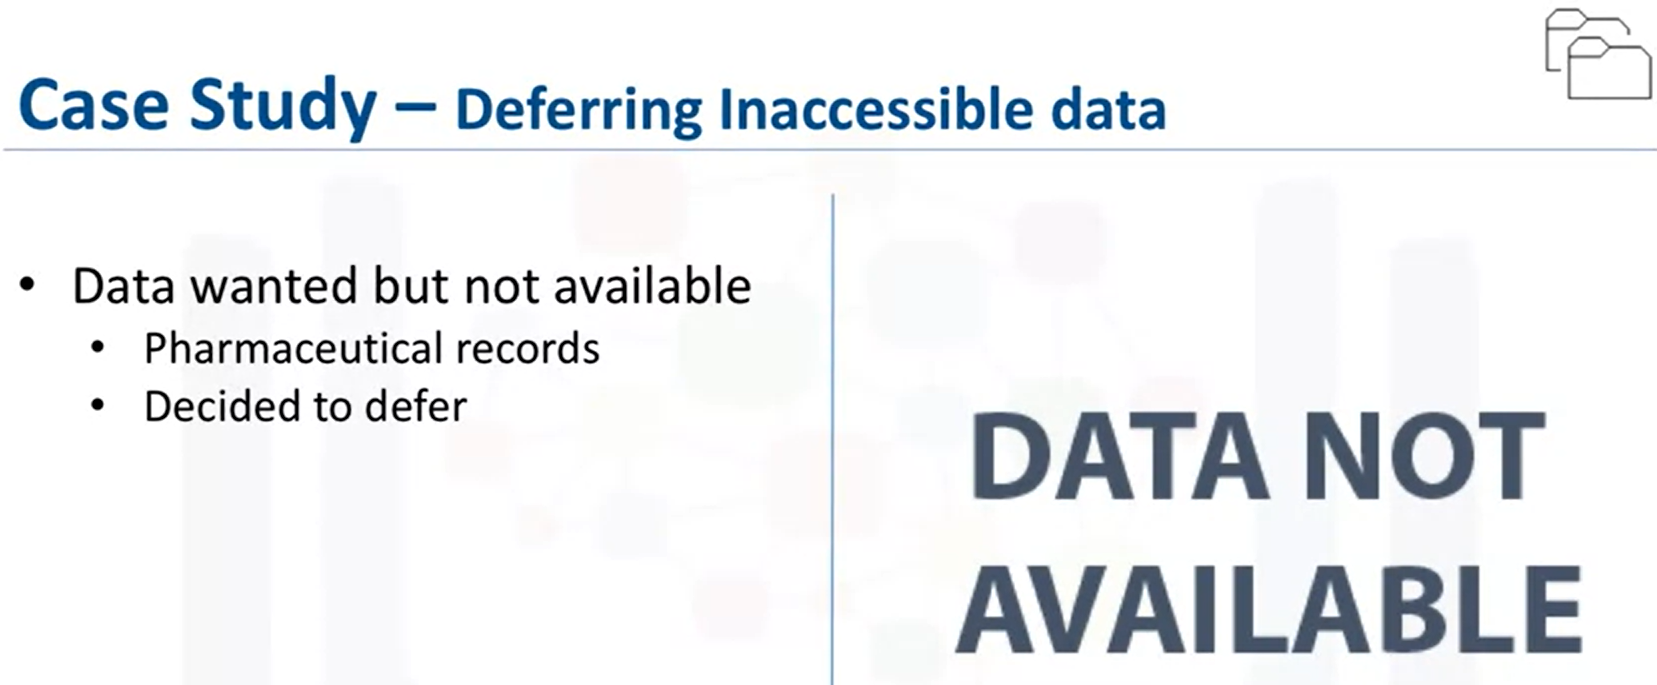 Case Study – Deferring Inaccessible data
• Data wanted but not available
• Pharmaceutical records
• Decided to defer
DATA NOT
AVAILABLE